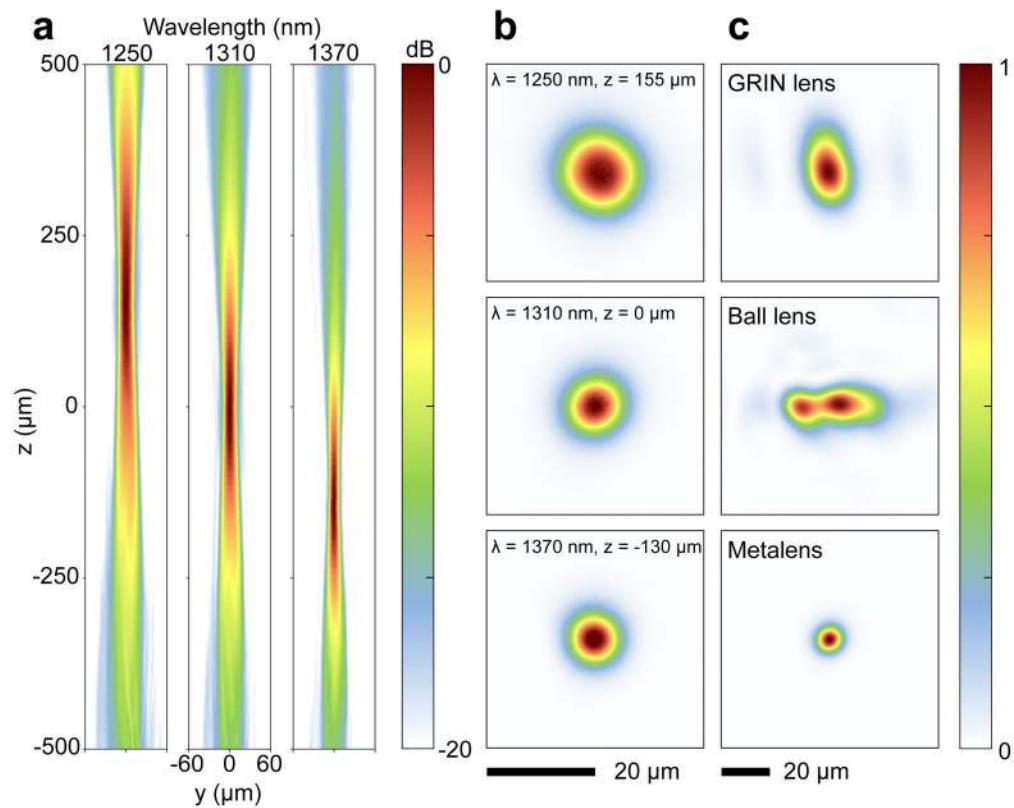 a
Wavelength (nm)
1250 1310 1370
dB
0
-20
500
250
0
-250
-500
z (µm)
-60 0 60
y (µm)
b
λ = 1250 nm, z = 155 µm
λ = 1310 nm, z = 0 µm
λ = 1370 nm, z = -130 µm
20 µm
c
GRIN lens
Ball lens
Metalens
20 µm
1
0